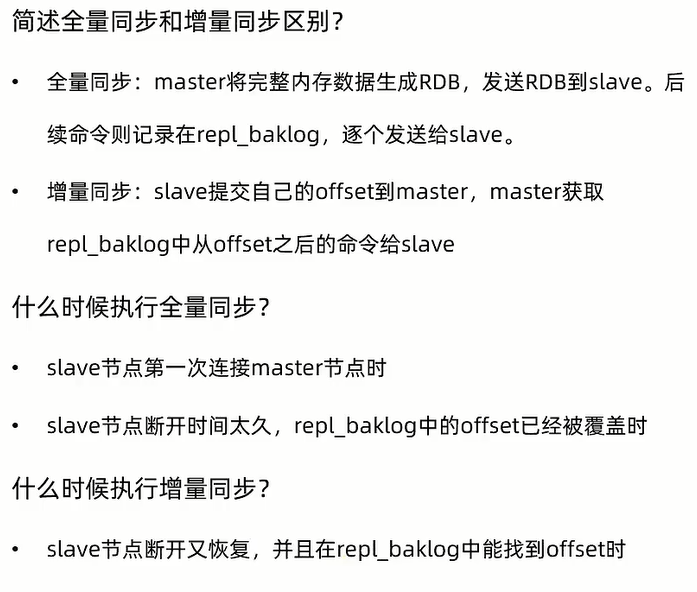 简述全量同步和增量同步区别？
• 全量同步：master将完整内存数据生成RDB，发送RDB到slave。后
续命令则记录在repl_baklog，逐个发送给slave。
• 增量同步：slave提交自己的offset到master，master获取
repl_baklog中从offset之后的命令给slave
什么时候执行全量同步？
• slave节点第一次连接master节点时
• slave节点断开时间太久，repl_baklog中的offset已经被覆盖时
什么时候执行增量同步？
• slave节点断开又恢复，并且在repl_baklog中能找到offset时